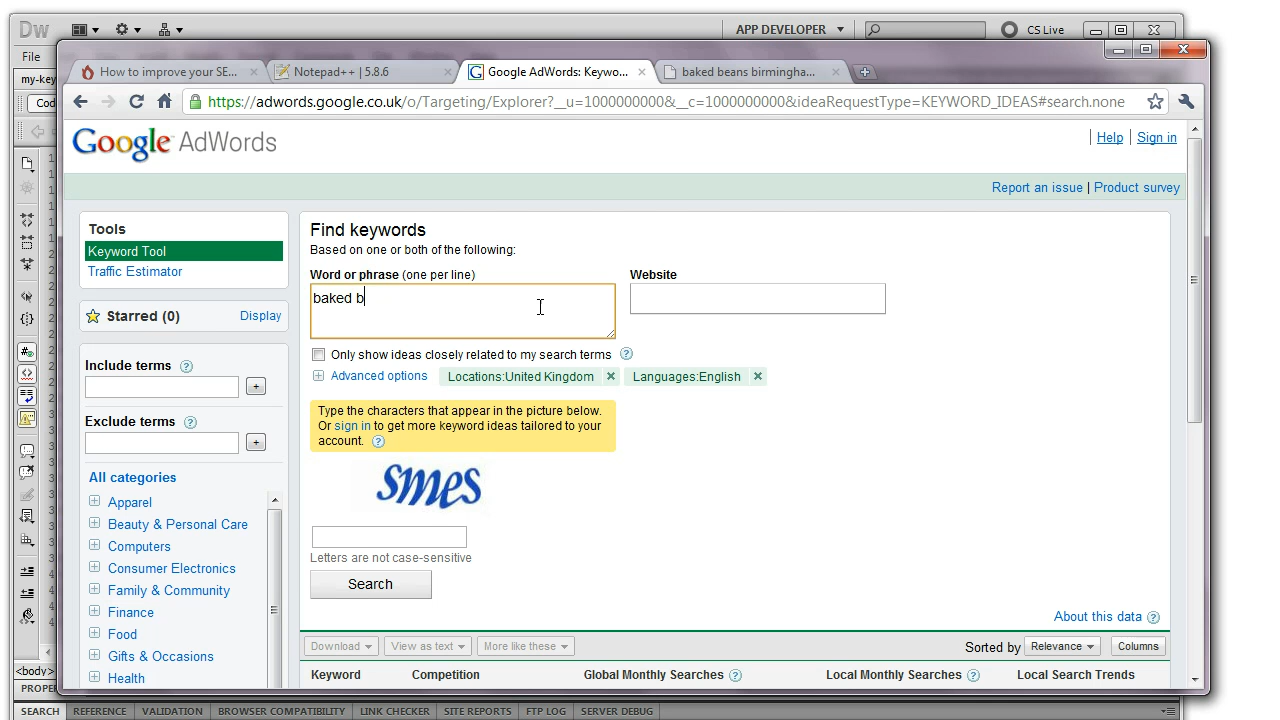 Dw
APP DEVELOPER
CS Live
File
my-key
How to improve your SE...
Notepad++ | 5.8.6
Google AdWords: Keywo...
baked beans birmingha...
Cod
https://adwords.google.co.uk/o/Targeting/Explorer?__u=1000000000&__c=1000000000&ideaRequestType=KEYWORD_IDEAS#search.none
Google AdWords
Help | Sign in
Report an issue | Product survey
Tools
Keyword Tool
Traffic Estimator
Starred (0) Display
Include terms
Exclude terms
All categories
Apparel
Beauty & Personal Care
Computers
Consumer Electronics
Family & Community
Finance
Food
Gifts & Occasions
Health
Find keywords
Based on one or both of the following:
Word or phrase (one per line) Website
baked b
Only show ideas closely related to my search terms
Advanced options Locations:United Kingdom × Languages:English ×
Type the characters that appear in the picture below.
Or sign in to get more keyword ideas tailored to your
account.
smes
Letters are not case-sensitive
Search
About this data
Download View as text More like these Sorted by Relevance Columns
Keyword Competition Global Monthly Searches Local Monthly Searches Local Search Trends
<body>
PROPER
SEARCH REFERENCE VALIDATION BROWSER COMPATIBILITY LINK CHECKER SITE REPORTS FTP LOG SERVER DEBUG